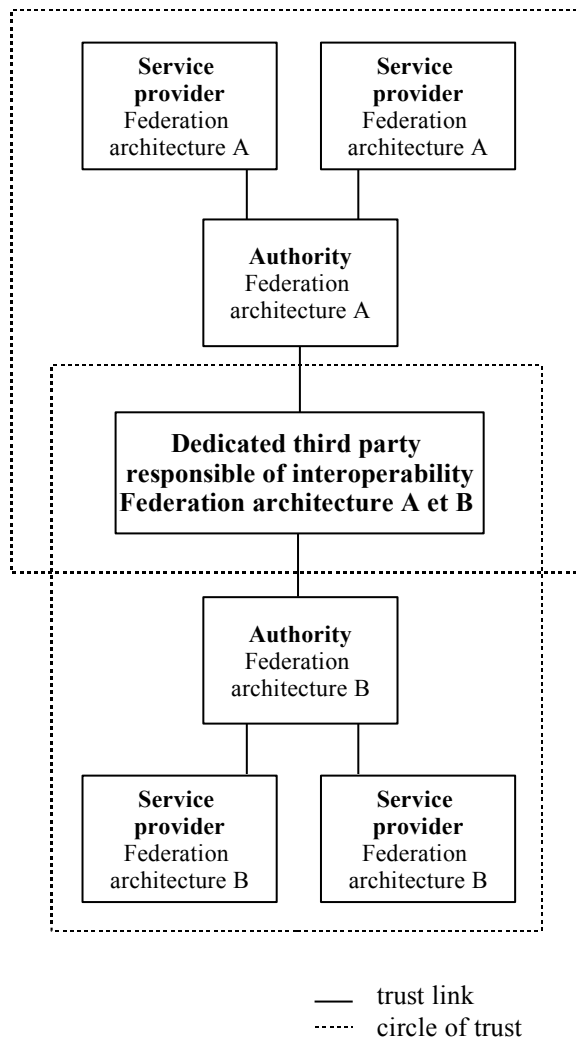 Service
provider
Federation
architecture A
Service
provider
Federation
architecture A
Authority
Federation
architecture A
Dedicated third party
responsible of interoperability
Federation architecture A et B
Authority
Federation
architecture B
Service
provider
Federation
architecture B
Service
provider
Federation
architecture B
trust link
circle of trust